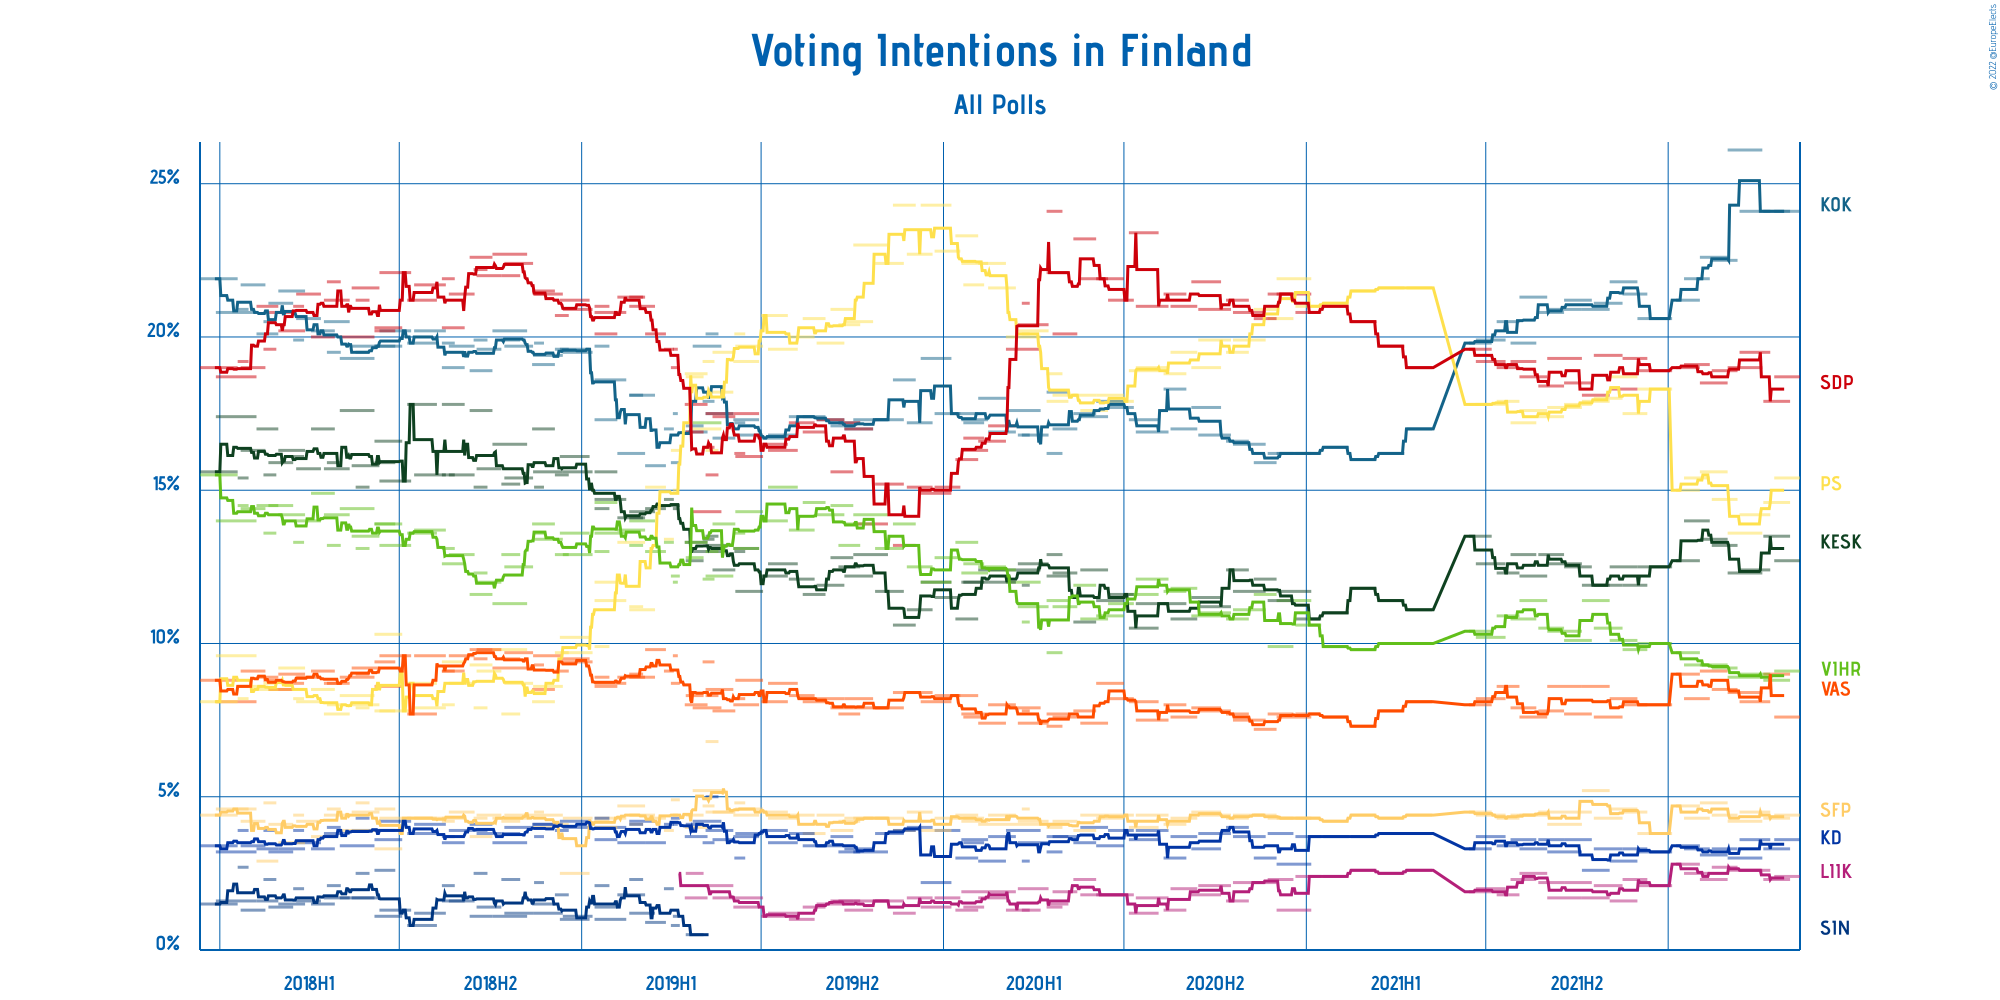 Voting Intentions in Finland
All Polls
© 2022 @EuropeElects
25%
20%
15%
10%
5%
0%
KOK
SDP
PS
KESK
VIHR
VAS
SFP
KD
LIIK
SIN
2018H1
2018H2
2019H1
2019H2
2020H1
2020H2
2021H1
2021H2